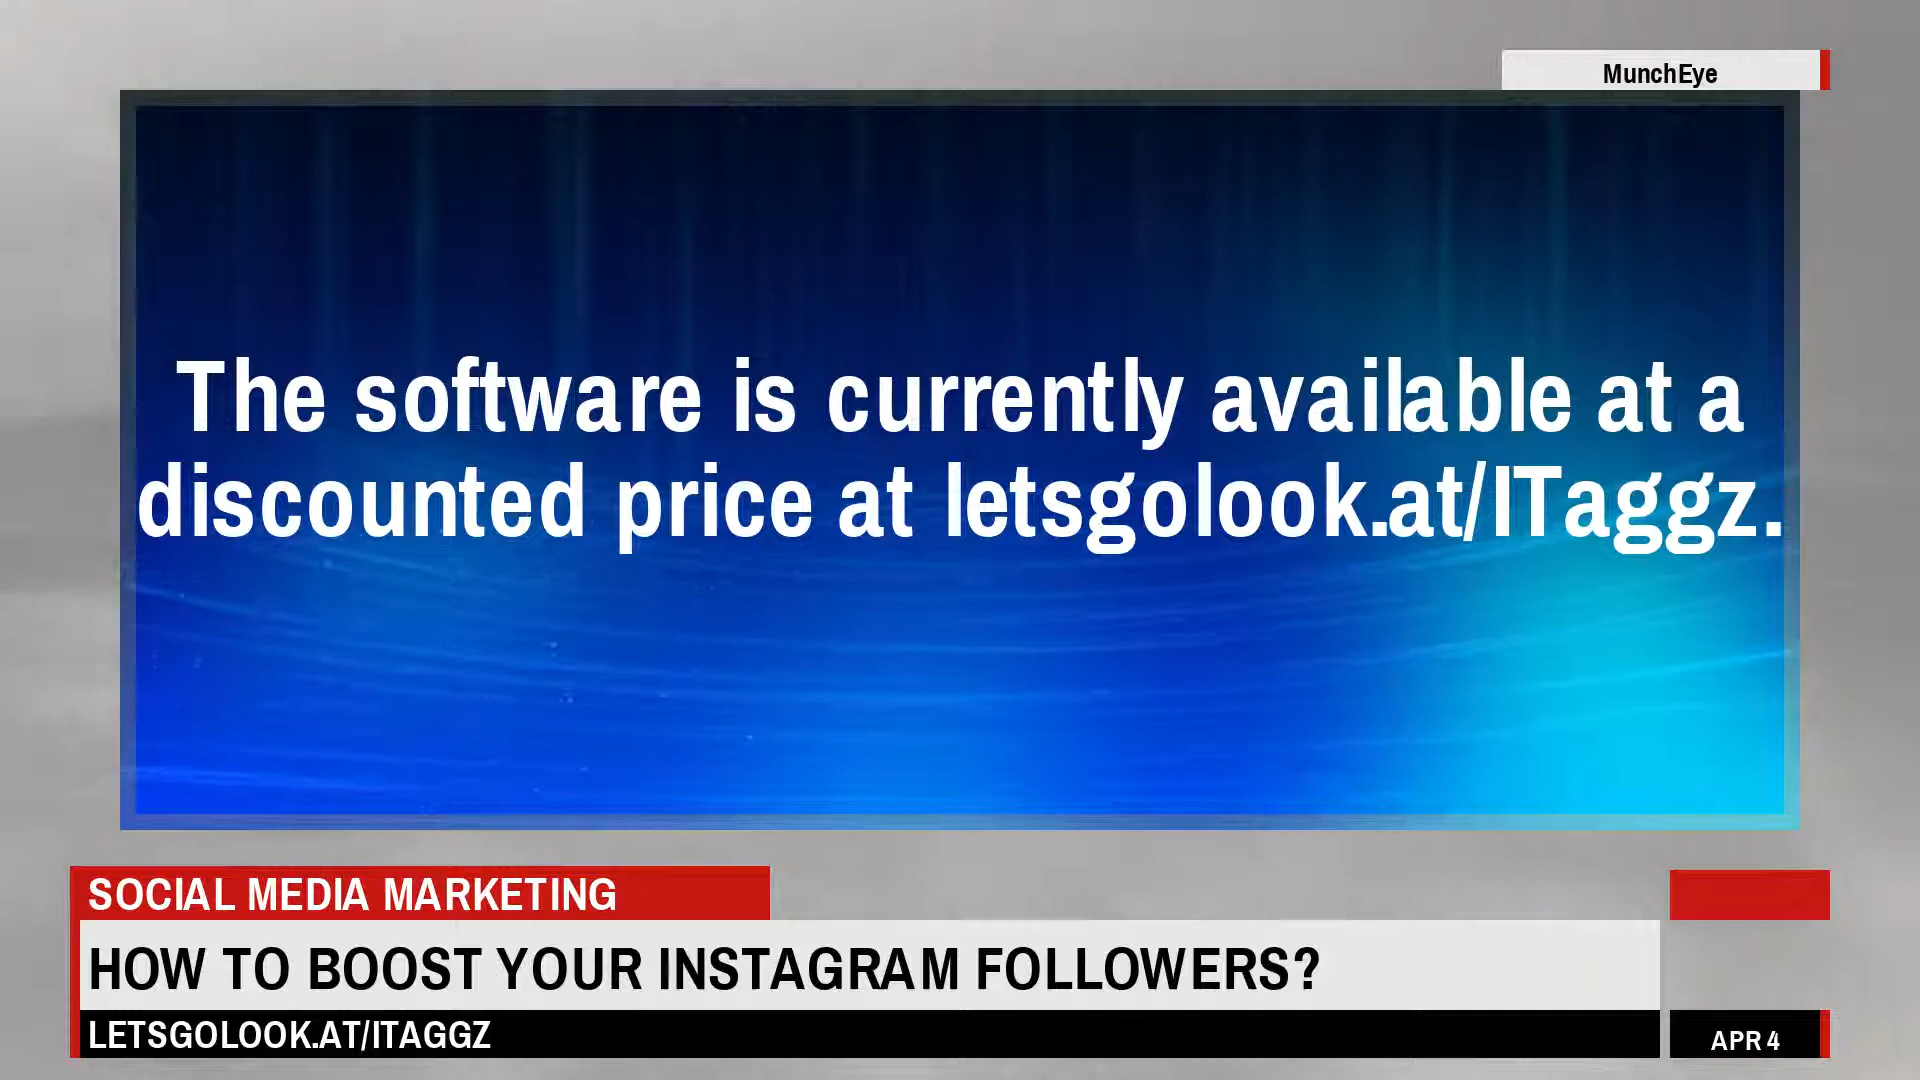 MunchEye
The software is currently available at a
discounted price at letsgolook.at/ITaggz.
SOCIAL MEDIA MARKETING
HOW TO BOOST YOUR INSTAGRAM FOLLOWERS?
LETSGOLOOK.AT/ITAGGZ
APR 4